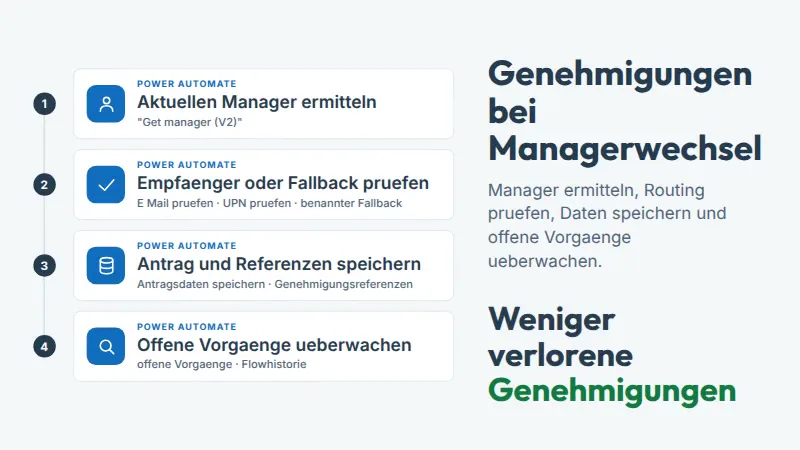 1
POWER AUTOMATE
Aktuellen Manager ermitteln
"Get manager (V2)"
2
POWER AUTOMATE
Empfaenger oder Fallback pruefen
E Mail pruefen · UPN pruefen · benannter Fallback
3
POWER AUTOMATE
Antrag und Referenzen speichern
Antragsdaten speichern · Genehmigungsreferenzen
4
POWER AUTOMATE
Offene Vorgaenge ueberwachen
offene Vorgaenge · Flowhistorie
Genehmigungen
bei
Managerwechsel
Manager ermitteln, Routing
pruefen, Daten speichern und
offene Vorgaenge
ueberwachen.
Weniger
verlorene
Genehmigungen